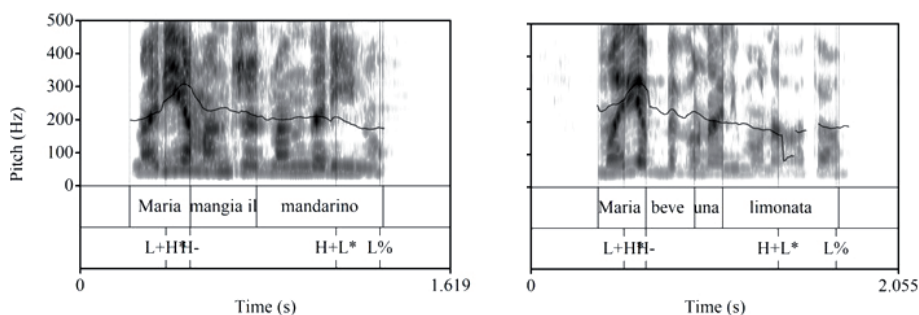 500
400
300
200
100
0
Pitch (Hz)
Maria mangia il mandarino
L+H* H- H+L* L%
0 1.619
Time (s)
Maria beve una limonata
L+H* H- H+L* L%
0 2.055
Time (s)